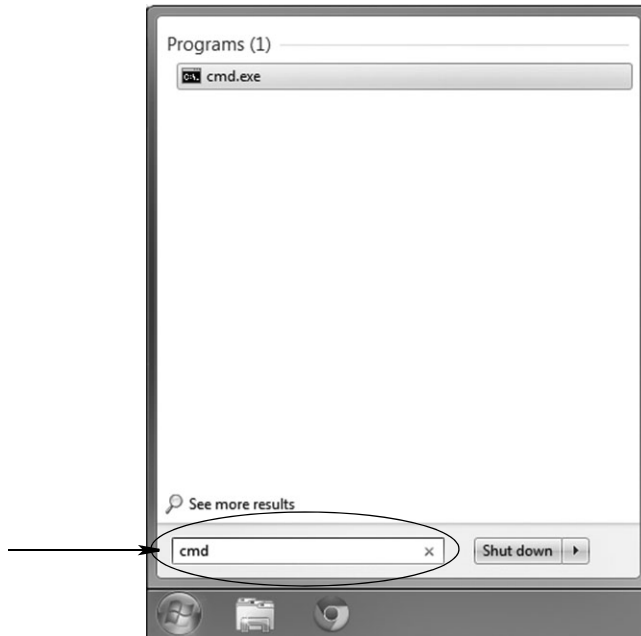 Programs (1)
C:\.
cmd.exe
See more results
cmd
Shut down